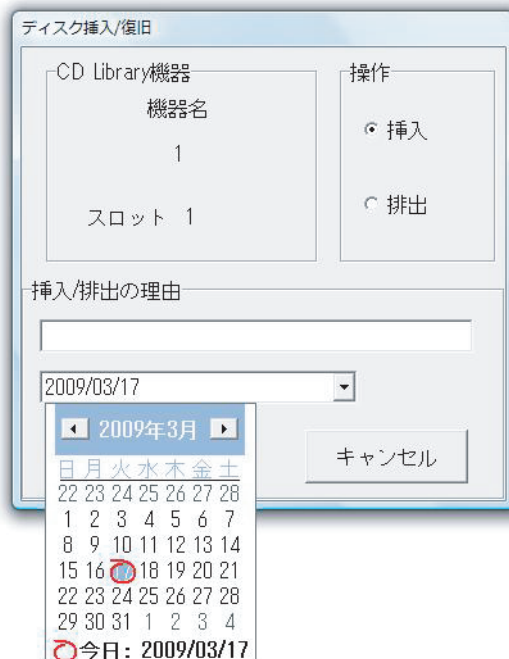 ディスク挿入/復旧
CD Library機器
機器名
1
スロット 1
操作
挿入
排出
挿入/排出の理由
2009/03/17
2009年3月
日 月 火 水 木 金 土
22 23 24 25 26 27 28
1 2 3 4 5 6 7
8 9 10 11 12 13 14
15 16 17 18 19 20 21
22 23 24 25 26 27 28
29 30 31 1 2 3 4
今日: 2009/03/17
キャンセル